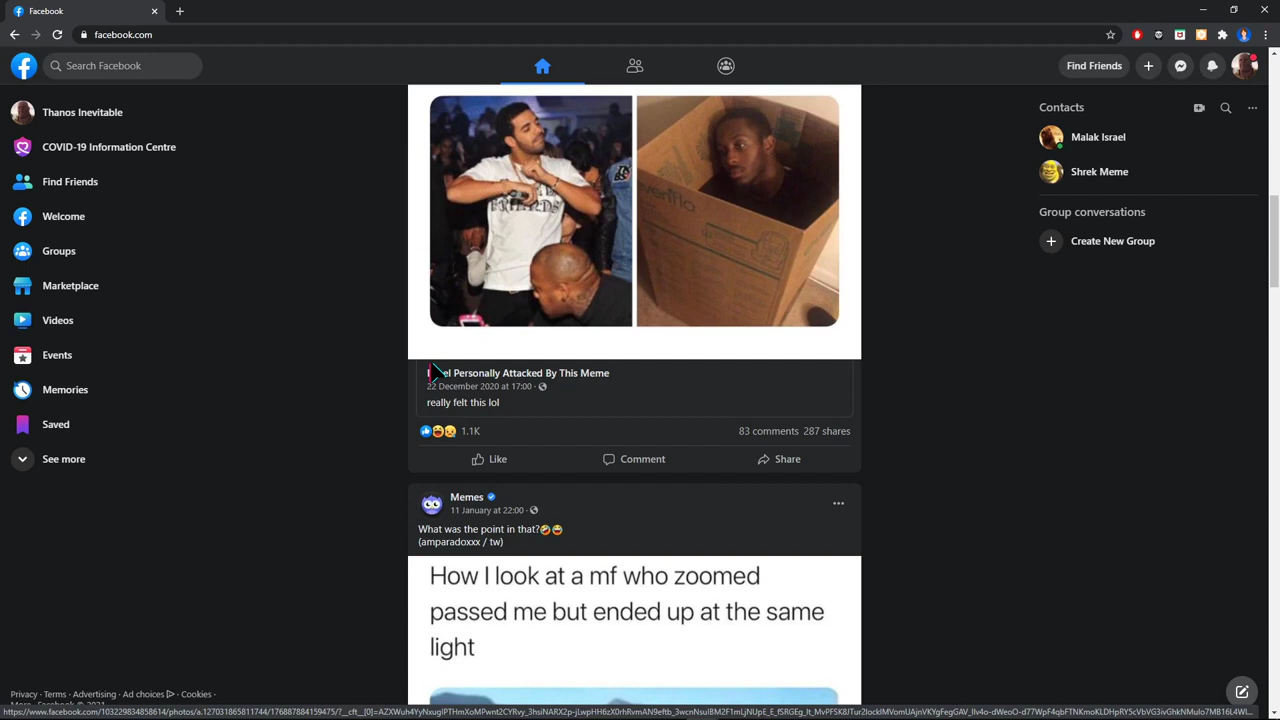 Facebook
facebook.com
Search Facebook
Find Friends
Thanos Inevitable
COVID-19 Information Centre
Find Friends
Welcome
Groups
Marketplace
Videos
Events
Memories
Saved
See more
Personally Attacked By This Meme
22 December 2020 at 17:00 ·
really felt this lol
1.1K
83 comments 287 shares
Like
Comment
Share
Memes
11 January at 22:00 ·
What was the point in that?🤣😂
(amparadoxxx / tw)
How I look at a mf who zoomed
passed me but ended up at the same
light
Contacts
Malak Israel
Shrek Meme
Group conversations
Create New Group
Privacy · Terms · Advertising · Ad choices · Cookies ·